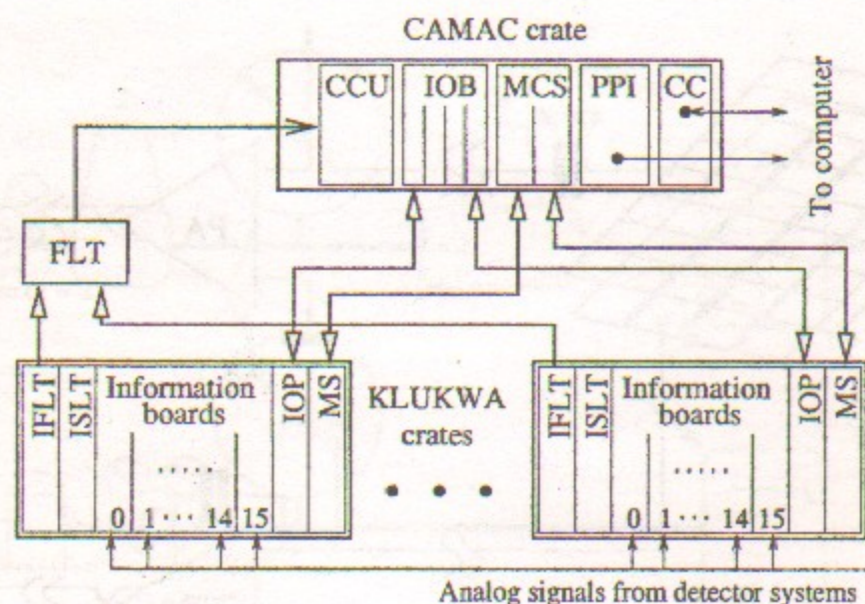 CAMAC crate
CCU IOB MCS PPI CC
To computer
FLT
IFLT ISLT Information boards IOP MS
0 1 ... 14 15
KLUKWA
crates
IFLT ISLT Information boards IOP MS
0 1 ... 14 15
Analog signals from detector systems